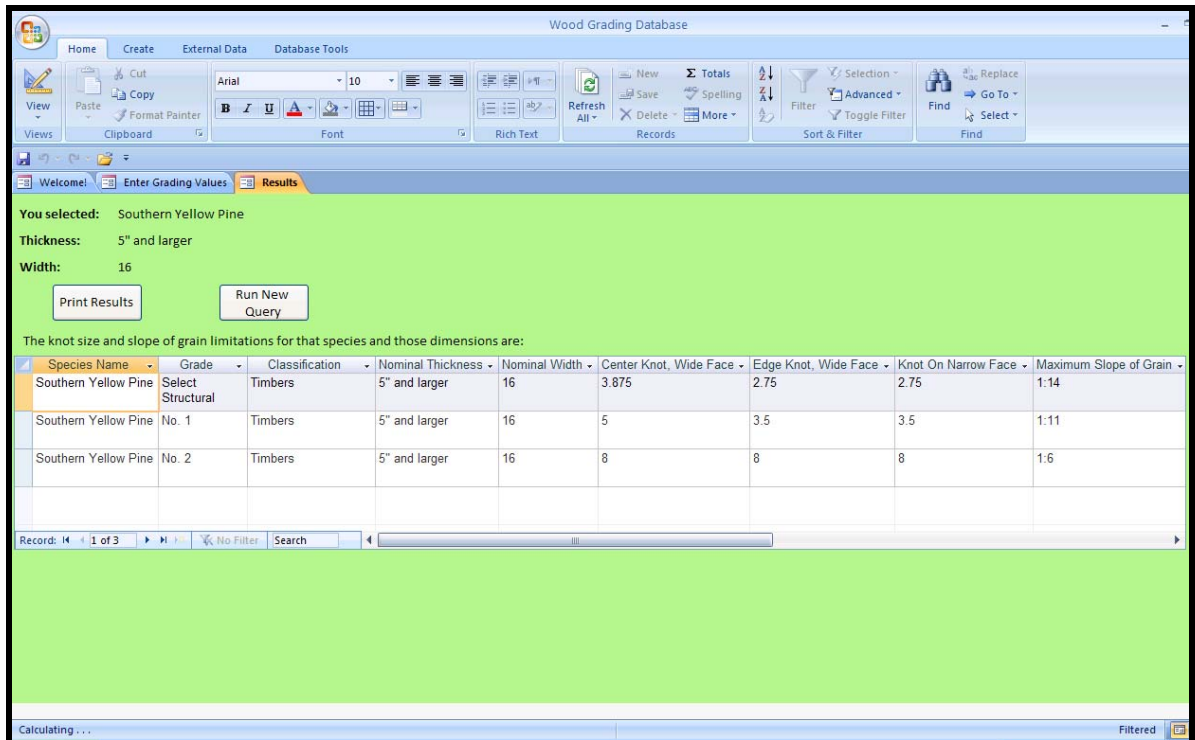 Wood Grading Database
Home Create External Data Database Tools
View Paste Cut Copy Format Painter
Arial 10
B I U A
Refresh All New Save Delete Σ Totals Spelling More
Filter Selection Advanced Toggle Filter
Find Replace Go To Select
Views Clipboard Font Rich Text Records Sort & Filter Find
Welcome! Enter Grading Values Results
You selected: Southern Yellow Pine
Thickness: 5" and larger
Width: 16
Print Results Run New Query
The knot size and slope of grain limitations for that species and those dimensions are:
Species Name Grade Classification Nominal Thickness Nominal Width Center Knot, Wide Face Edge Knot, Wide Face Knot On Narrow Face Maximum Slope of Grain
Southern Yellow Pine Select Structural Timbers 5" and larger 16 3.875 2.75 2.75 1:14
Southern Yellow Pine No. 1 Timbers 5" and larger 16 5 3.5 3.5 1:11
Southern Yellow Pine No. 2 Timbers 5" and larger 16 8 8 8 1:6
Record: 1 of 3 No Filter Search
Calculating . . . Filtered